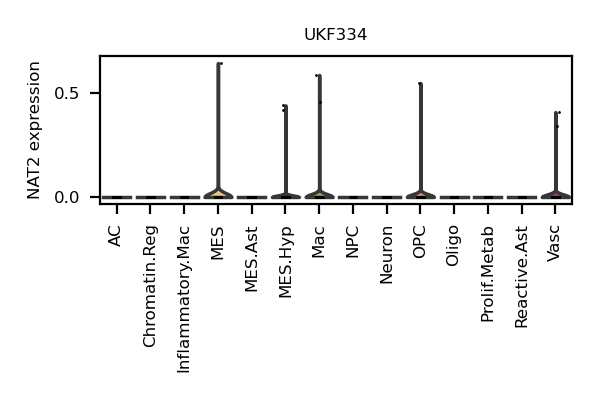 UKF334
NAT2 expression
0.5
0.0
AC
Chromatin.Reg
Inflammatory.Mac
MES
MES.Ast
MES.Hyp
Mac
NPC
Neuron
OPC
Oligo
Prolif.Metab
Reactive.Ast
Vasc